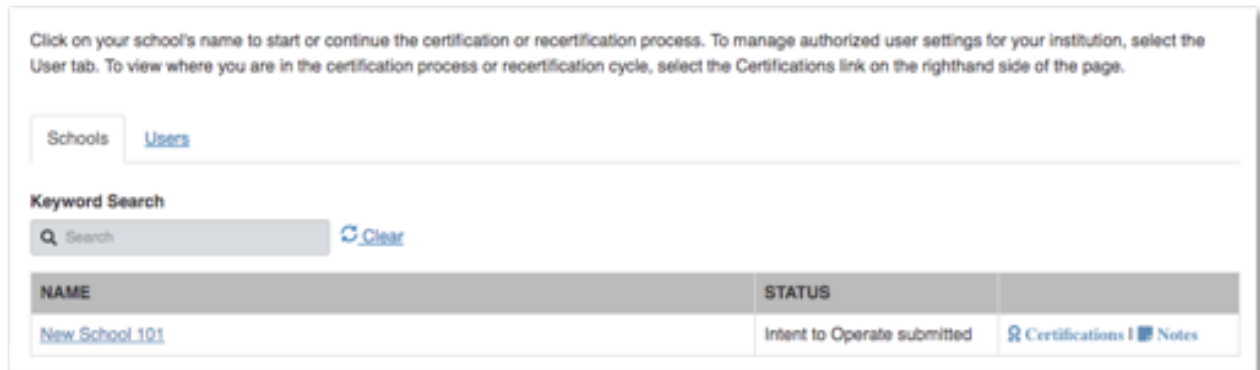 Click on your school's name to start or continue the certification or recertification process. To manage authorized user settings for your institution, select the
User tab. To view where you are in the certification process or recertification cycle, select the Certifications link on the righthand side of the page.
Schools Users
Keyword Search
Search Clear
NAME STATUS
New School 101 Intent to Operate submitted Certifications | Notes